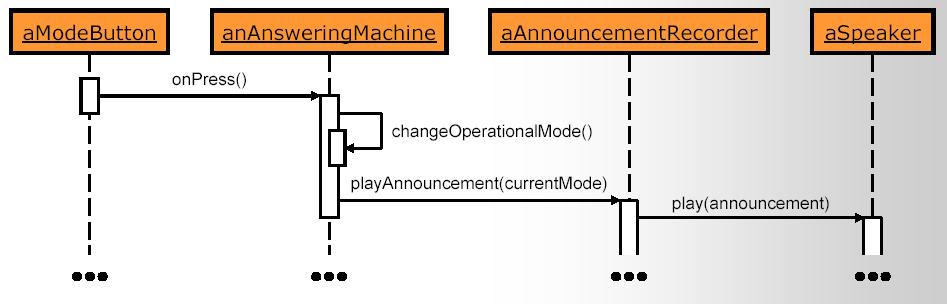 aModeButton
anAnsweringMachine
aAnnouncementRecorder
aSpeaker
onPress()
changeOperationalMode()
playAnnouncement(currentMode)
play(announcement)